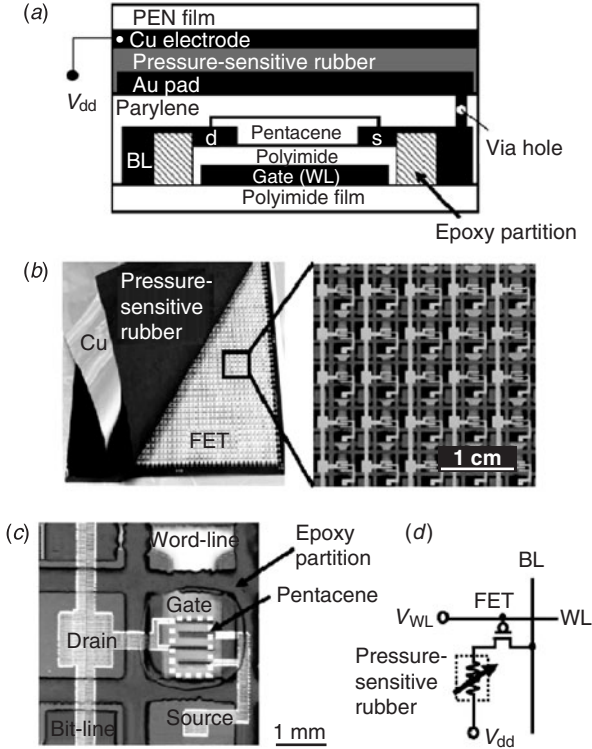 (a)
PEN film
Cu electrode
Pressure-sensitive rubber
Au pad
Vdd
Parylene
d
Pentacene
s
Via hole
BL
Polyimide
Gate (WL)
Polyimide film
Epoxy partition
(b)
Pressure-
sensitive
rubber
Cu
FET
1 cm
(c)
Word-line
Epoxy
partition
Gate
Pentacene
Drain
Bit-line
Source
1 mm
(d)
BL
FET
VWL
WL
Pressure-
sensitive
rubber
Vdd